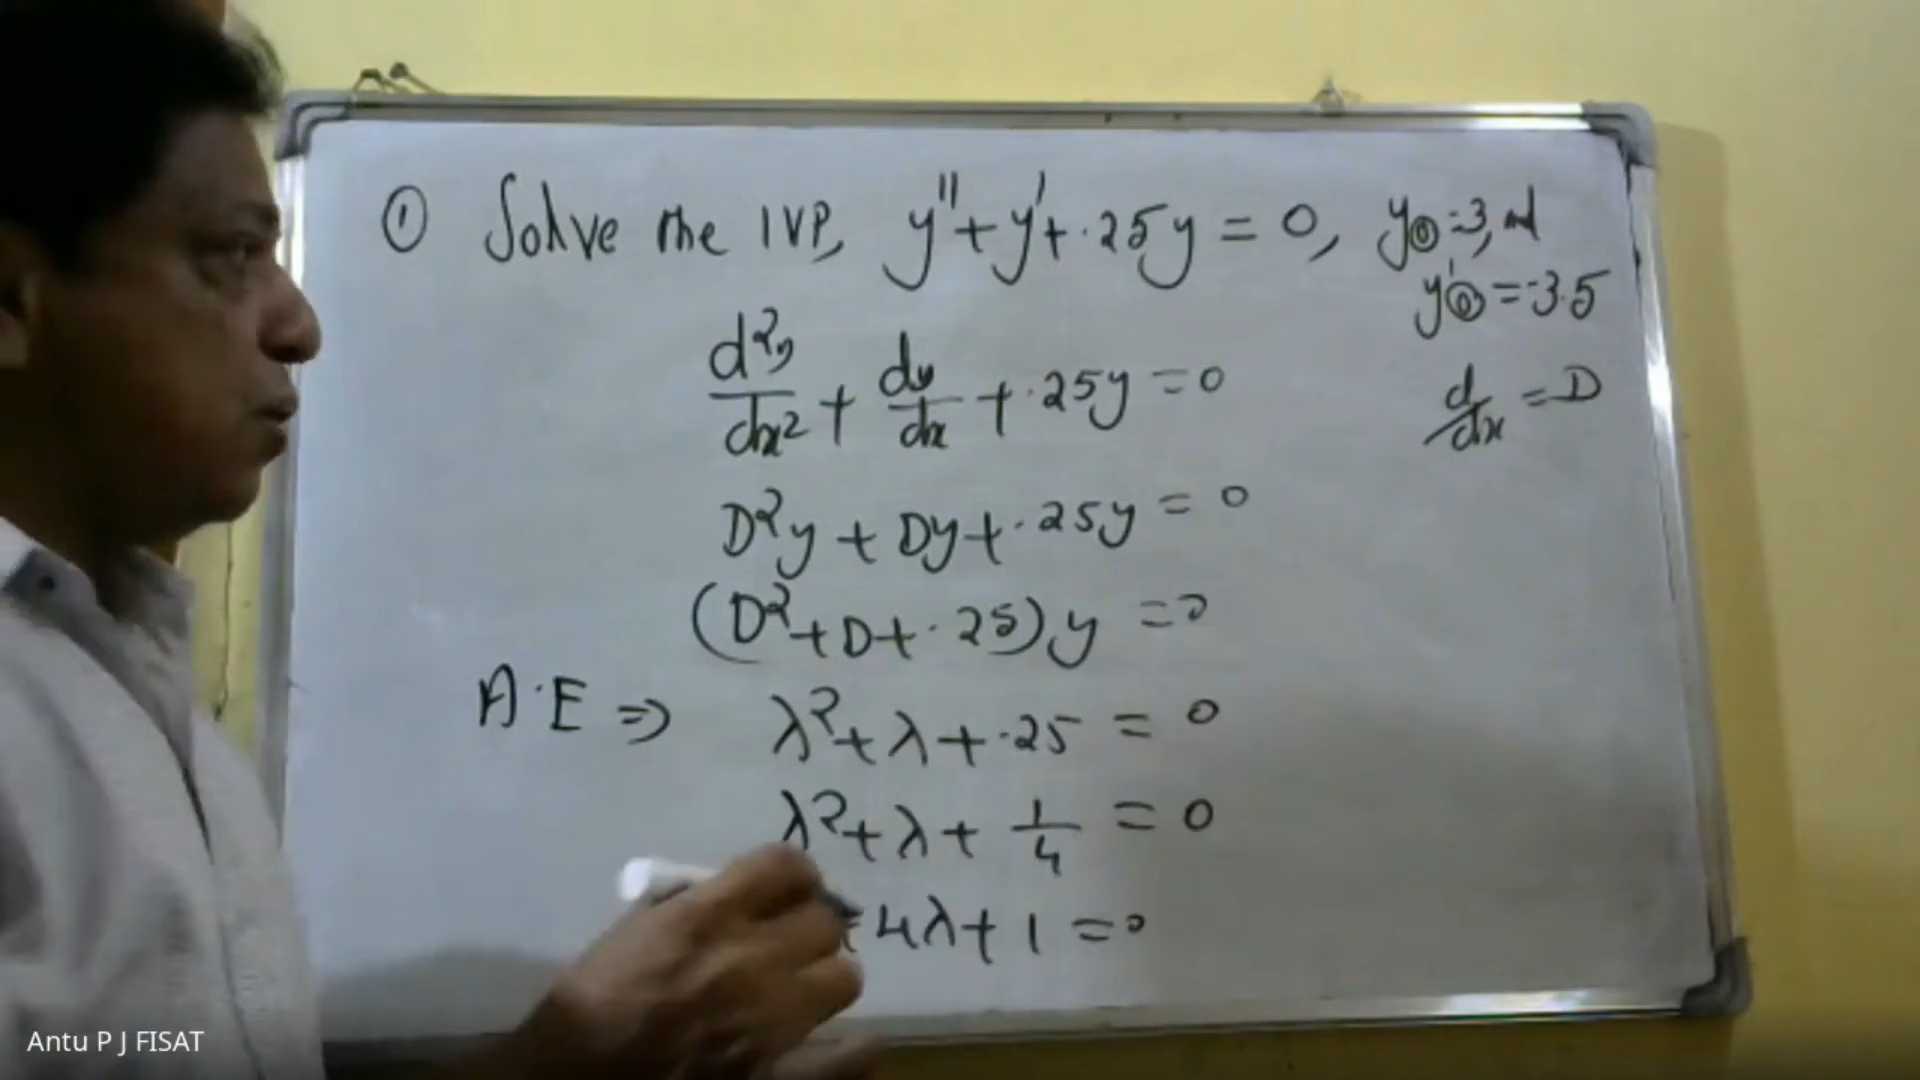 ① Solve the IVP, y'' + y' + .25y = 0, y(0) = 3, and
y'(0) = -3.5
d²y/dx² + dy/dx + .25y = 0
d/dx = D
D²y + Dy + .25y = 0
(D² + D + .25)y = 0
A.E ⇒ λ² + λ + .25 = 0
λ² + λ + 1/4 = 0
+ 4λ + 1 = 0
Antu P J FISAT